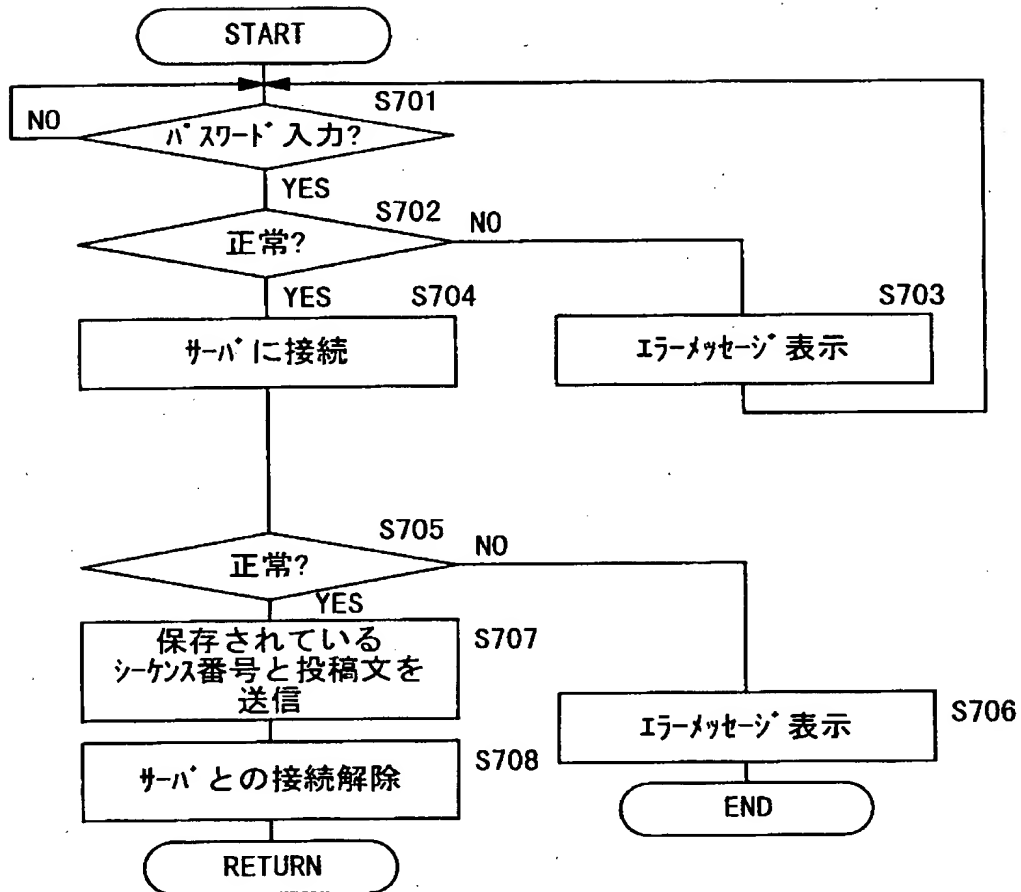 START
S701
NO
パスワード入力?
YES
S702
NO
正常?
YES
S704
S703
サーバに接続
エラーメッセージ表示
S705
NO
正常?
YES
保存されている
シーケンス番号と投稿文を
送信
S707
エラーメッセージ表示
S706
サーバとの接続解除
S708
END
RETURN